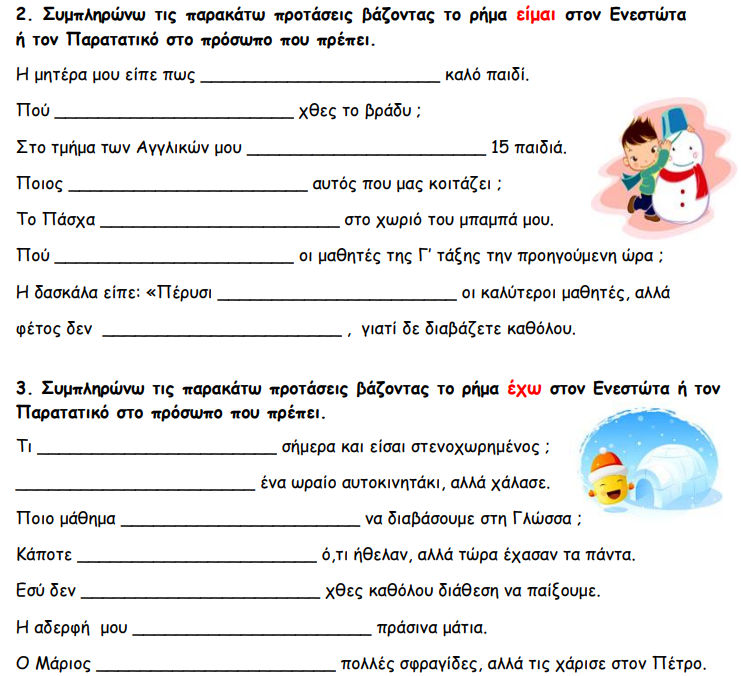 2. Συμπληρώνω τις παρακάτω προτάσεις βάζοντας το ρήμα είμαι στον Ενεστώτα
ή τον Παρατατικό στο πρόσωπο που πρέπει.
Η μητέρα μου είπε πως ________________________ καλό παιδί.
Πού ________________________ χθες το βράδυ ;
Στο τμήμα των Αγγλικών μου ________________________ 15 παιδιά.
Ποιος ________________________ αυτός που μας κοιτάζει ;
Το Πάσχα ________________________ στο χωριό του μπαμπά μου.
Πού ________________________ οι μαθητές της Γ’ τάξης την προηγούμενη ώρα ;
Η δασκάλα είπε: «Πέρυσι ________________________ οι καλύτεροι μαθητές, αλλά
φέτος δεν ________________________ , γιατί δε διαβάζετε καθόλου.
3. Συμπληρώνω τις παρακάτω προτάσεις βάζοντας το ρήμα έχω στον Ενεστώτα ή τον
Παρατατικό στο πρόσωπο που πρέπει.
Τι ________________________ σήμερα και είσαι στενοχωρημένος ;
________________________ ένα ωραίο αυτοκινητάκι, αλλά χάλασε.
Ποιο μάθημα ________________________ να διαβάσουμε στη Γλώσσα ;
Κάποτε ________________________ ό,τι ήθελαν, αλλά τώρα έχασαν τα πάντα.
Εσύ δεν ________________________ χθες καθόλου διάθεση να παίξουμε.
Η αδερφή μου ________________________ πράσινα μάτια.
Ο Μάριος ________________________ πολλές σφραγίδες, αλλά τις χάρισε στον Πέτρο.